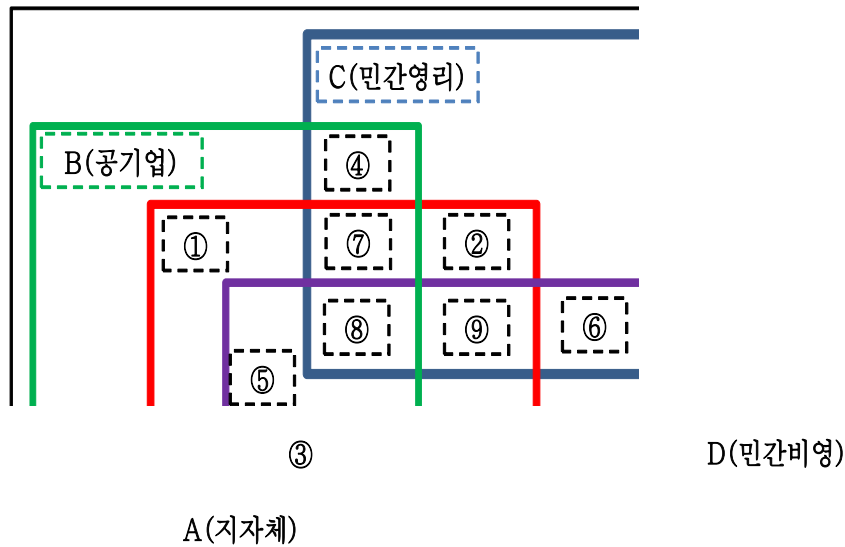 C(민간영리)
B(공기업)
④
① ⑦ ②
⑧ ⑨ ⑥
⑤
③
D(민간비영)
A(지자체)